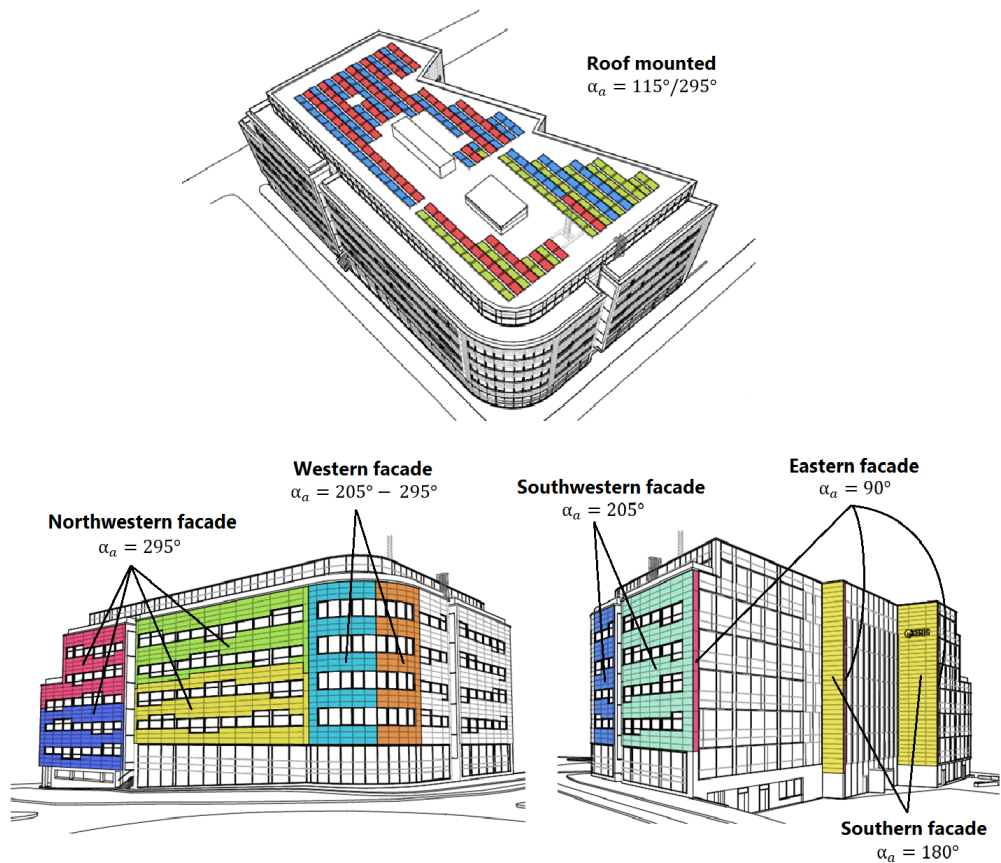 Roof mounted
αₐ = 115°/295°
Western facade
αₐ = 205° − 295°
Northwestern facade
αₐ = 295°
Eastern facade
αₐ = 90°
Southwestern facade
αₐ = 205°
Southern facade
αₐ = 180°